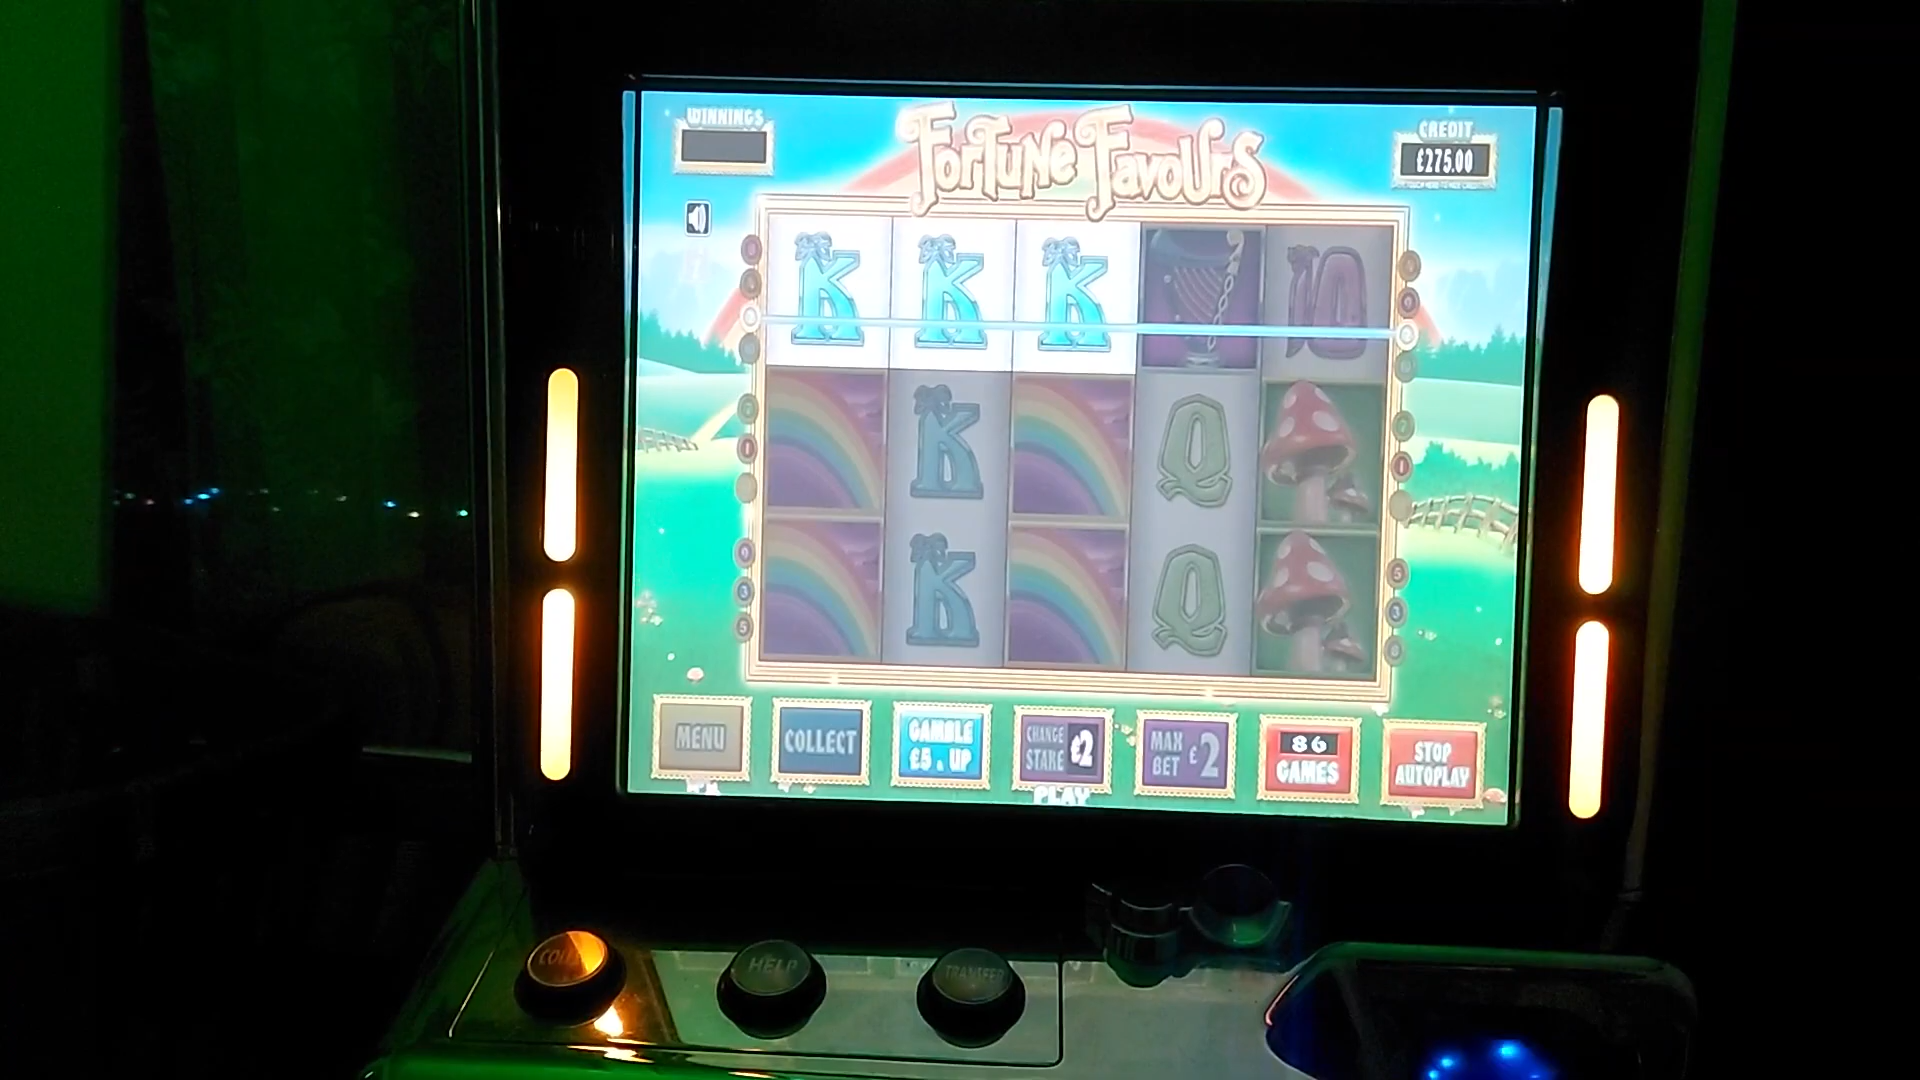 WINNINGS
FORTUNE FAVOURS
CREDIT
£275.00
K K K 10
K Q
K Q
MENU
COLLECT
GAMBLE
£5 & UP
CHANGE
STAKE £2
MAX
BET £2
86
GAMES
STOP
AUTOPLAY
PLAY
HELP
TRANSFER